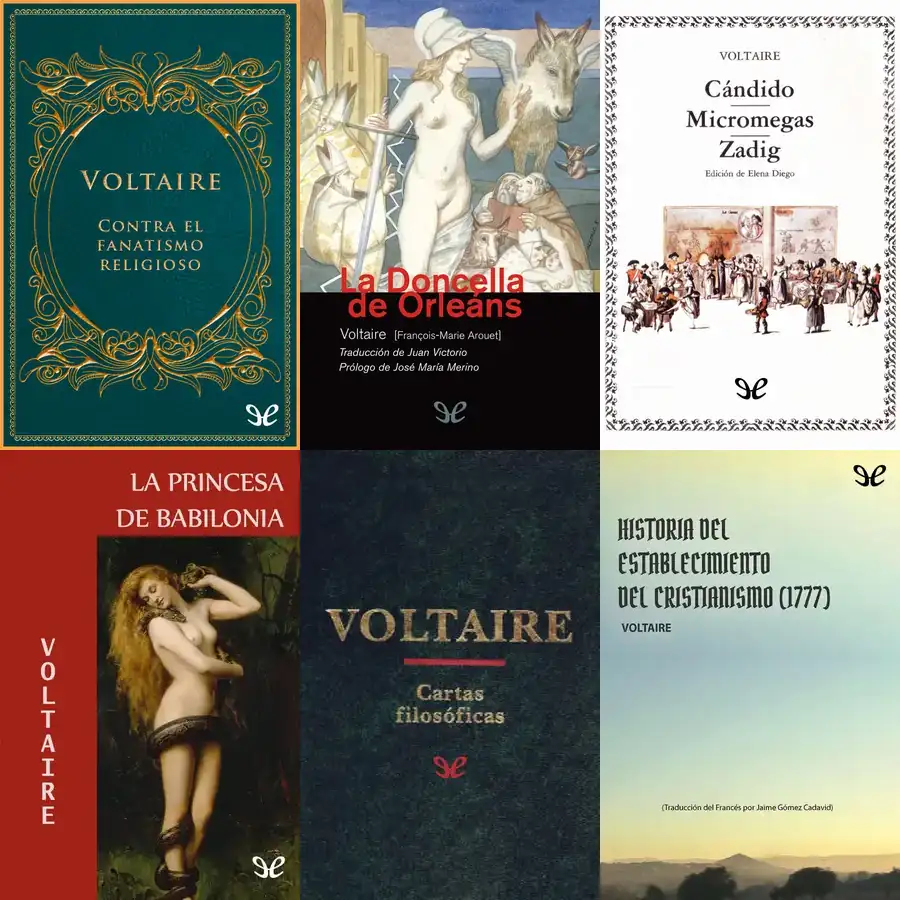 VOLTAIRE
CONTRA EL
FANATISMO
RELIGIOSO
La Doncella
de Orleáns
Voltaire [François-Marie Arouet]
Traducción de Juan Victorio
Prólogo de José María Merino
VOLTAIRE
Cándido
Micromegas
Zadig
Edición de Elena Diego
LA PRINCESA
DE BABILONIA
VOLTAIRE
VOLTAIRE
Cartas
filosóficas
HISTORIA DEL
ESTABLECIMIENTO
DEL CRISTIANISMO (1777)
VOLTAIRE
(Traducción del Francés por Jaime Gómez Cadavid)